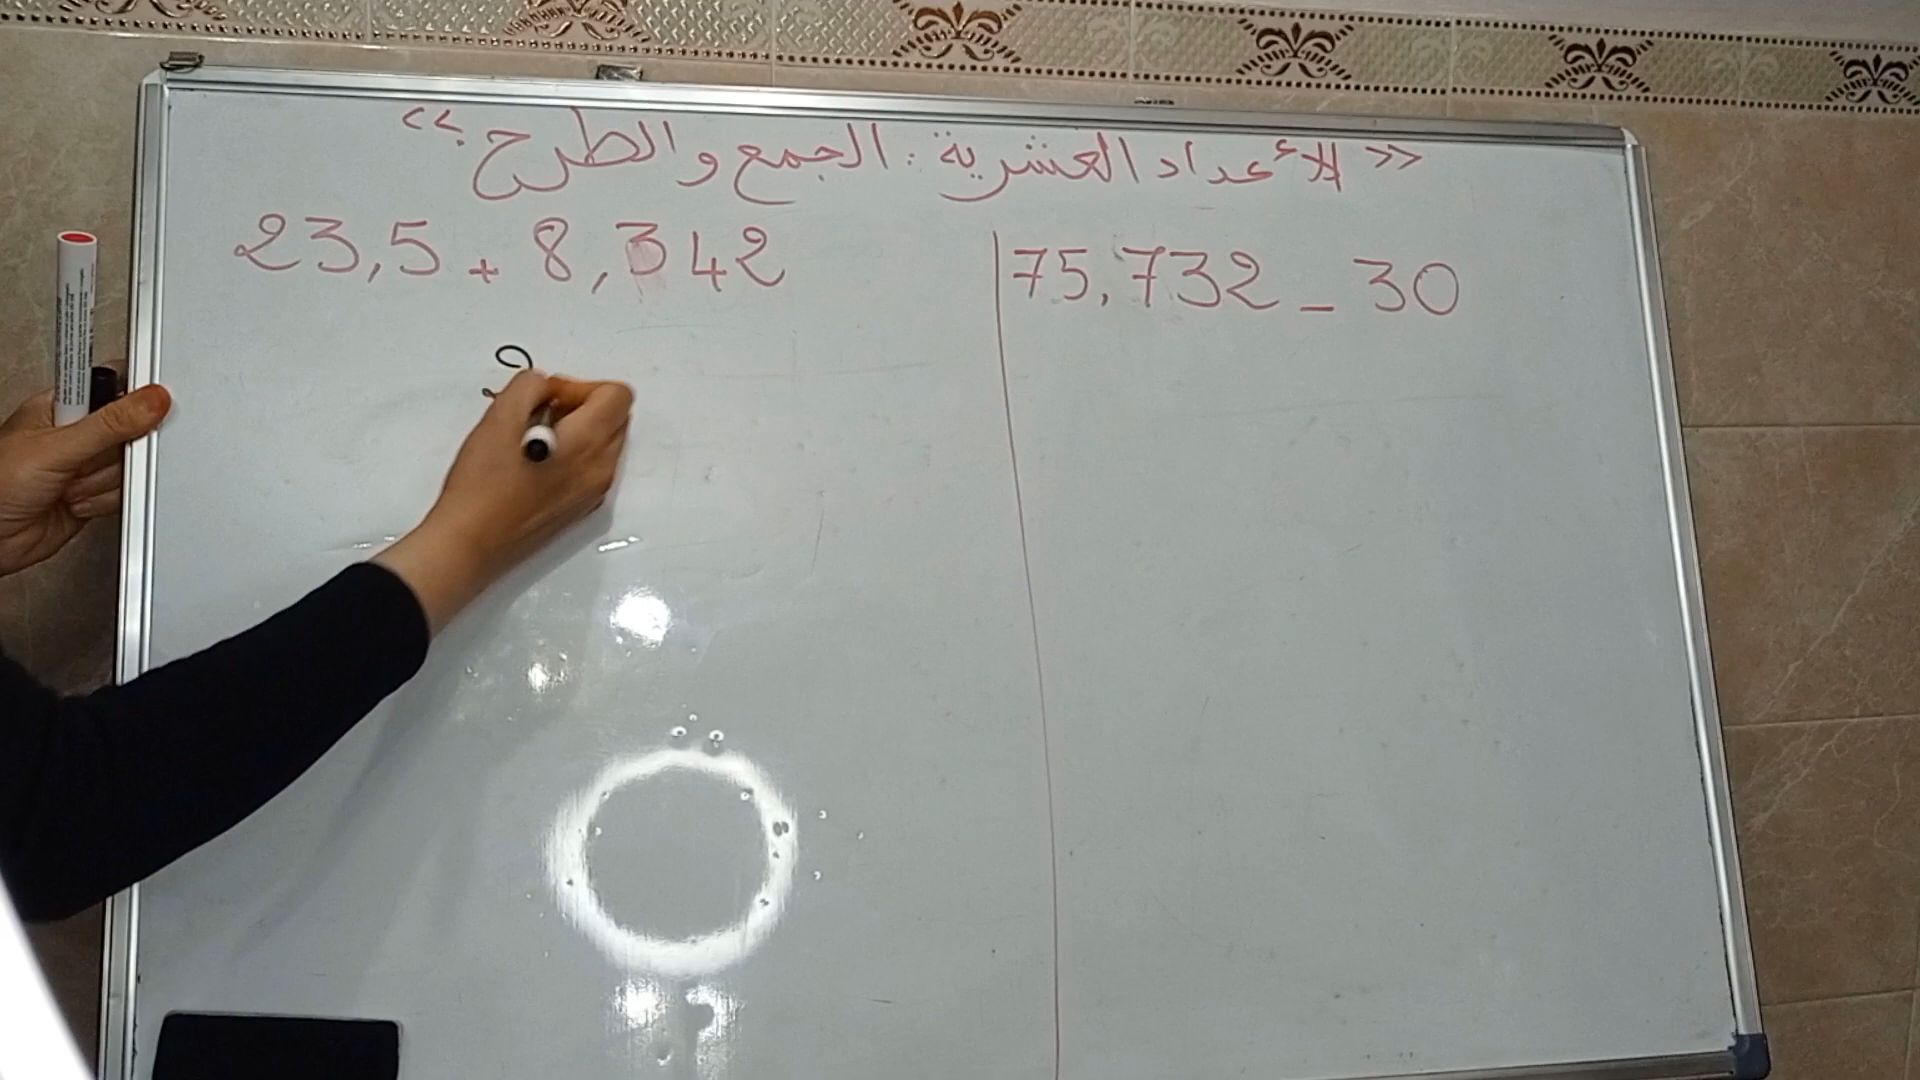 « الأعداد العشرية : الجمع والطرح »
23,5 + 8,342
75,732 - 30